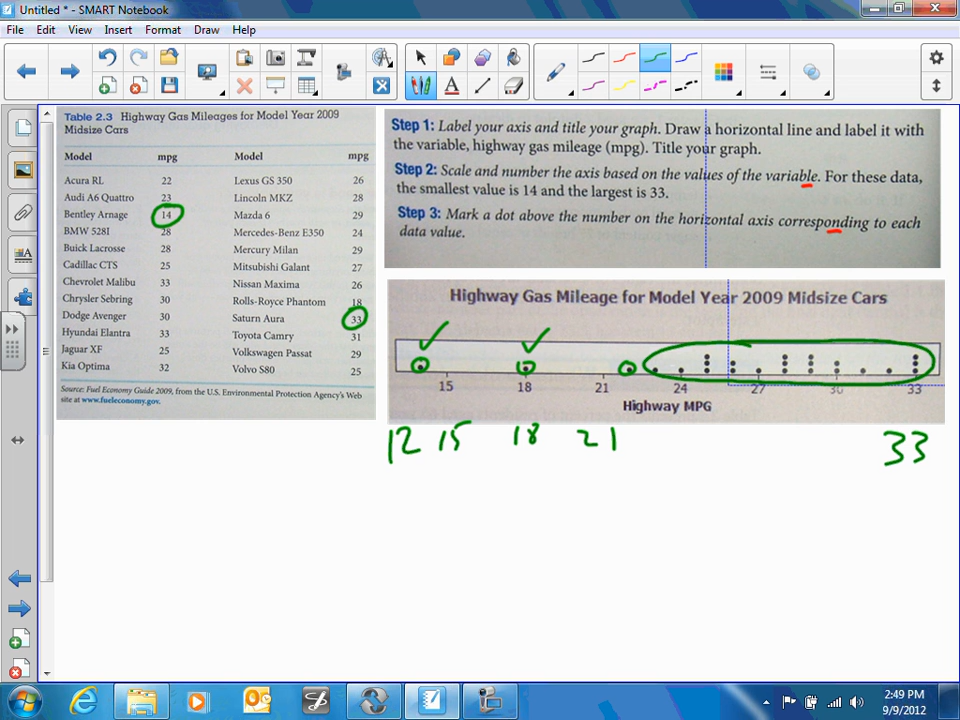 Untitled * - SMART Notebook
File Edit View Insert Format Draw Help
Table 2.3 Highway Gas Mileages for Model Year 2009
Midsize Cars
Model mpg Model mpg
Acura RL 22 Lexus GS 350 26
Audi A6 Quattro 23 Lincoln MKZ 28
Bentley Arnage 14 Mazda 6 29
BMW 528I 28 Mercedes-Benz E350 24
Buick Lacrosse 28 Mercury Milan 29
Cadillac CTS 25 Mitsubishi Galant 27
Chevrolet Malibu 33 Nissan Maxima 26
Chrysler Sebring 30 Rolls-Royce Phantom 18
Dodge Avenger 30 Saturn Aura 33
Hyundai Elantra 33 Toyota Camry 31
Jaguar XF 25 Volkswagen Passat 29
Kia Optima 32 Volvo S80 25
Source: Fuel Economy Guide 2009, from the U.S. Environmental Protection Agency's Web
site at www.fueleconomy.gov.
Step 1: Label your axis and title your graph. Draw a horizontal line and label it with
the variable, highway gas mileage (mpg). Title your graph.
Step 2: Scale and number the axis based on the values of the variable. For these data,
the smallest value is 14 and the largest is 33.
Step 3: Mark a dot above the number on the horizontal axis corresponding to each
data value.
Highway Gas Mileage for Model Year 2009 Midsize Cars
15 18 21 24 27 30 33
Highway MPG
12 15 18 21 33
2:49 PM
9/9/2012